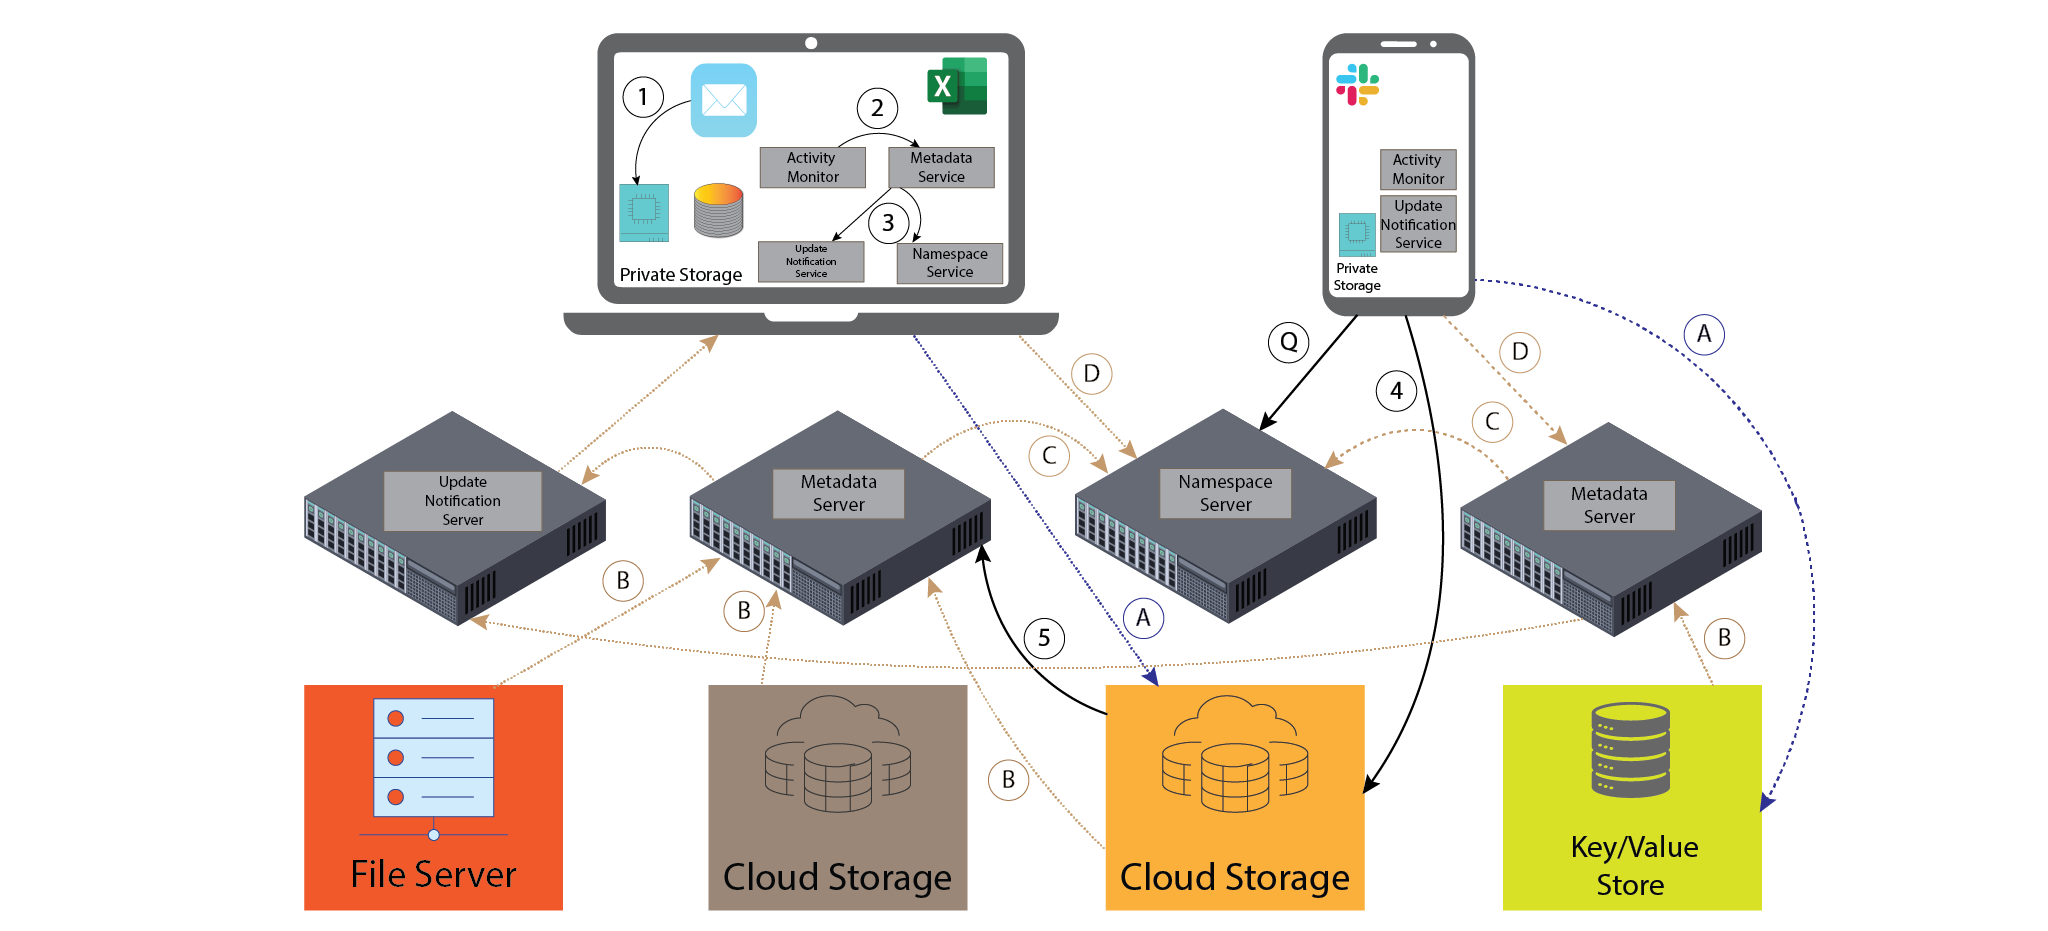 1
X
2
Activity
Monitor
Metadata
Service
3
Update
Notification
Service
Namespace
Service
Private Storage
Activity
Monitor
Update
Notification
Service
Private
Storage
A
Q
D
D
4
C
C
Update
Notification
Server
Metadata
Server
Namespace
Server
Metadata
Server
B
B
A
5
B
B
File Server
Cloud Storage
Cloud Storage
Key/Value
Store